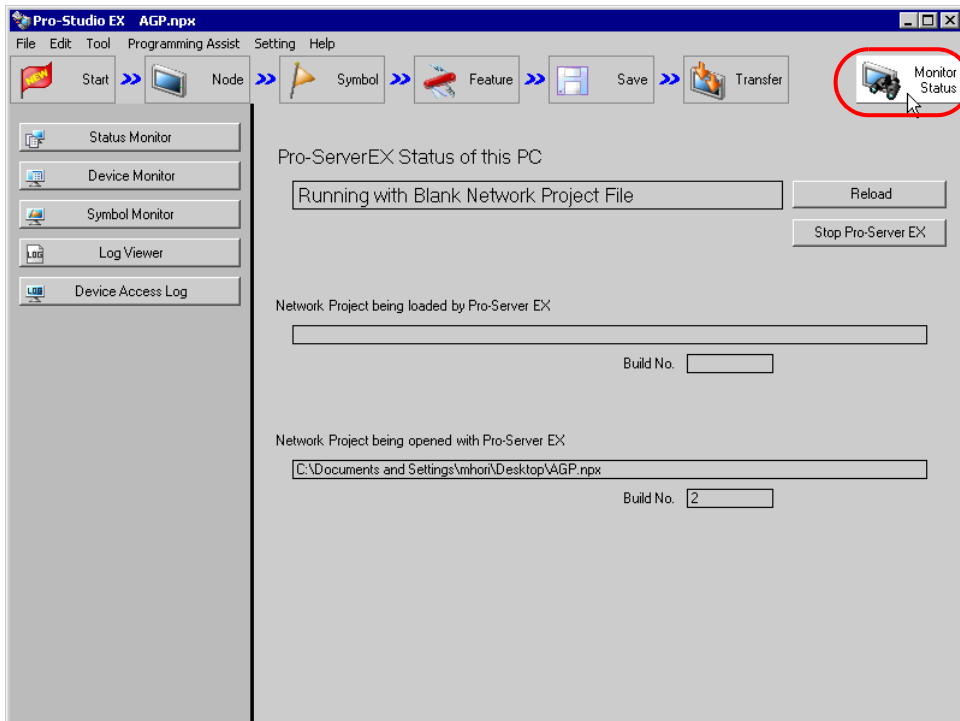 Pro-Studio EX AGP.npx
File Edit Tool Programming Assist Setting Help
NEW Start Node Symbol Feature Save Transfer Monitor Status
Status Monitor
Device Monitor
Symbol Monitor
LOG Log Viewer
LOG Device Access Log
Pro-ServerEX Status of this PC
Running with Blank Network Project File
Reload
Stop Pro-Server EX
Network Project being loaded by Pro-Server EX
Build No.
Network Project being opened with Pro-Server EX
C:\Documents and Settings\mhori\Desktop\AGP.npx
Build No. 2